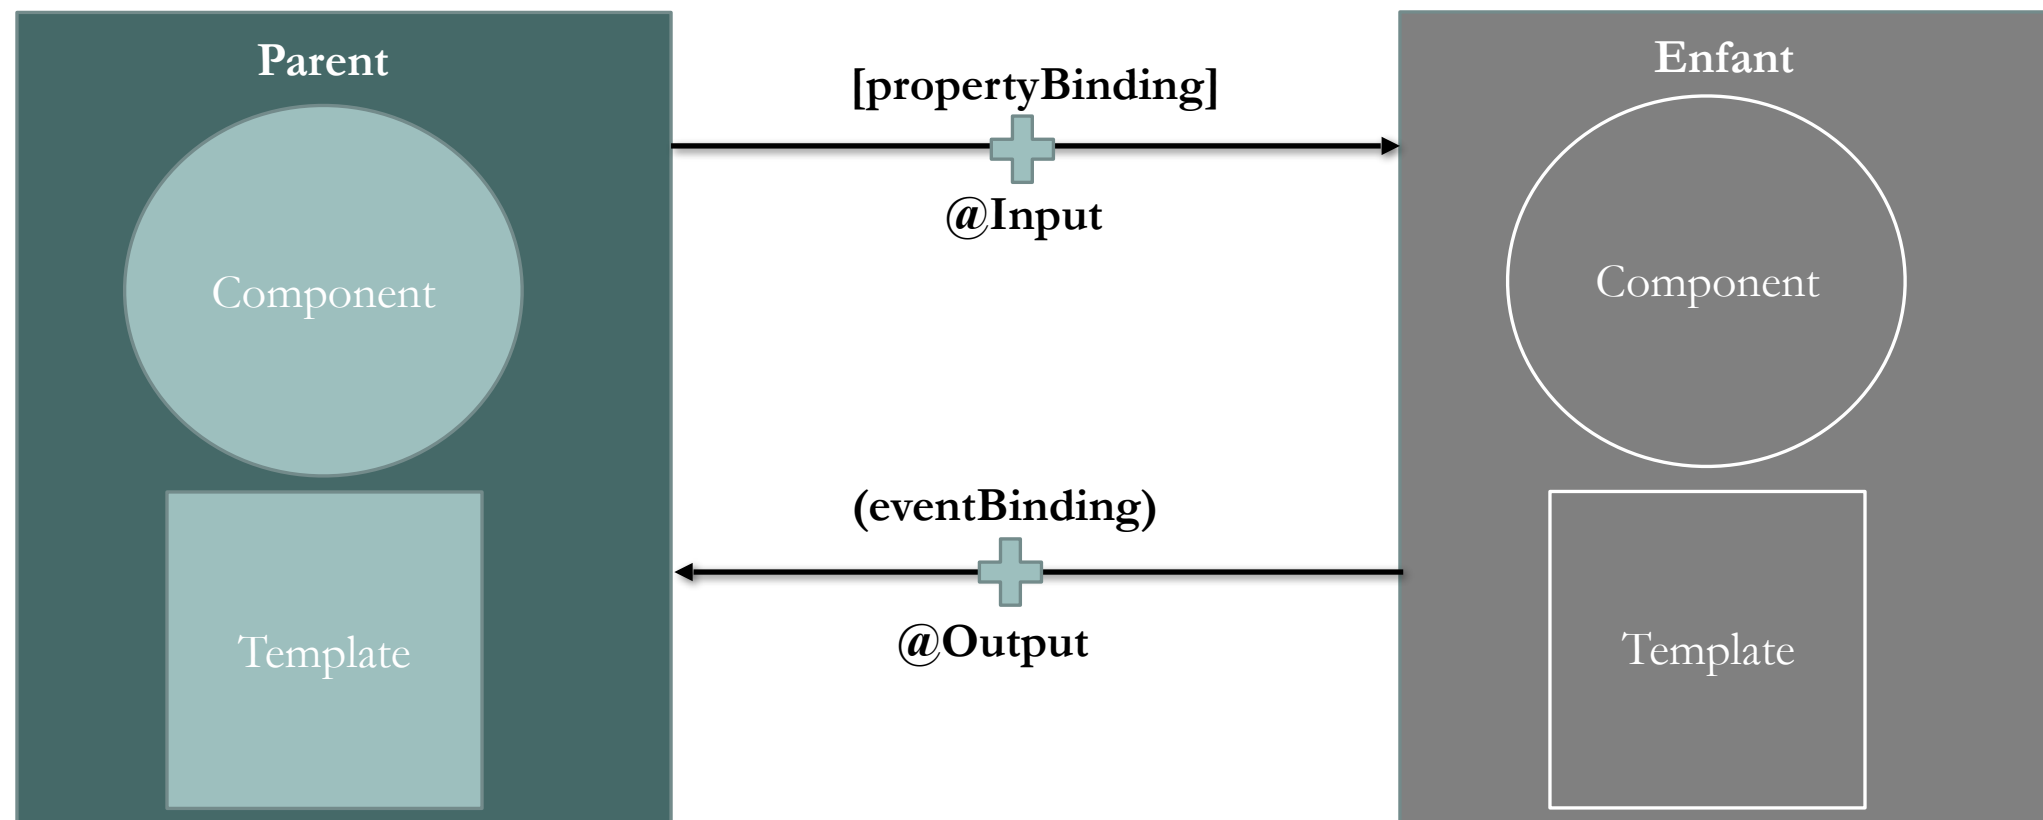 Parent
Component
Template
[propertyBinding]
@Input
(eventBinding)
@Output
Enfant
Component
Template